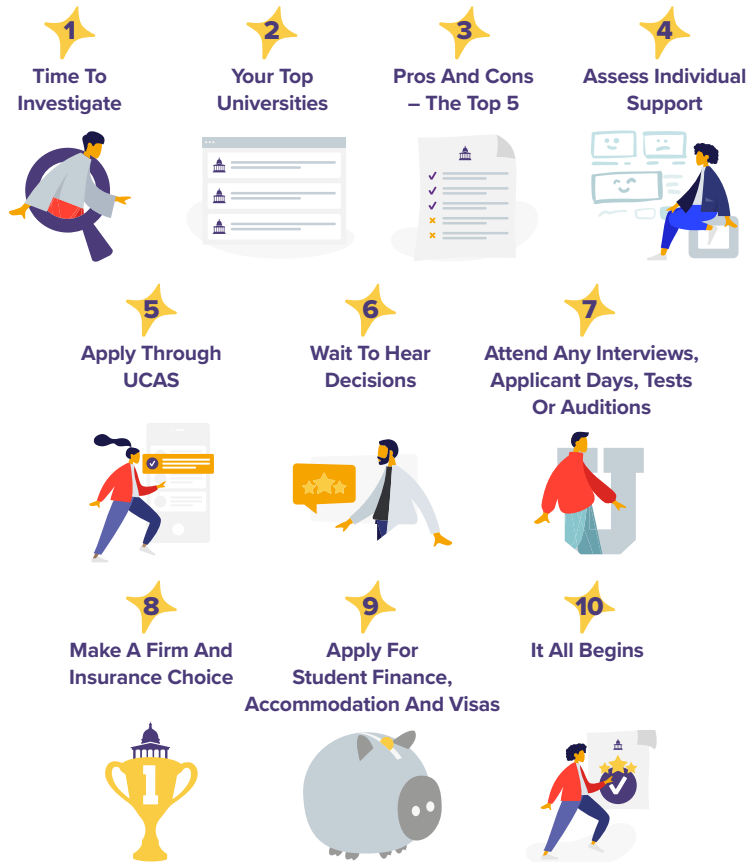 1
Time To
Investigate
2
Your Top
Universities
3
Pros And Cons
– The Top 5
4
Assess Individual
Support
5
Apply Through
UCAS
6
Wait To Hear
Decisions
7
Attend Any Interviews,
Applicant Days, Tests
Or Auditions
U
8
Make A Firm And
Insurance Choice
1
9
Apply For
Student Finance,
Accommodation And Visas
10
It All Begins